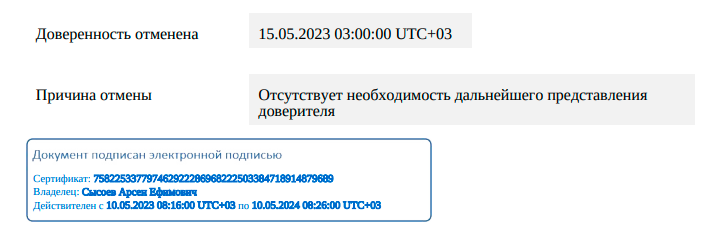 Доверенность отменена 15.05.2023 03:00:00 UTC+03
Причина отмены Отсутствует необходимость дальнейшего представления
доверителя
Документ подписан электронной подписью
Сертификат: 758225337797462922286968222503384718914879689
Владелец: Сысоев Арсен Ефимович
Действителен с 10.05.2023 08:16:00 UTC+03 по 10.05.2024 08:26:00 UTC+03